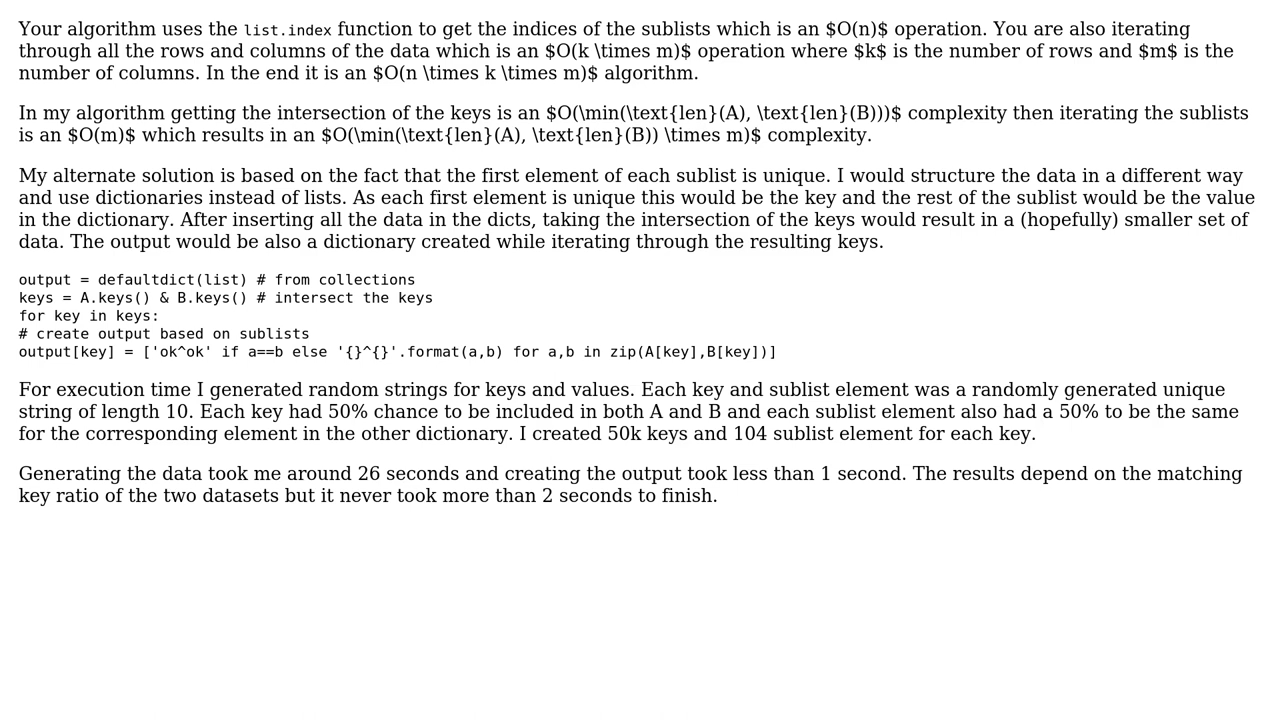 Your algorithm uses the list.index function to get the indices of the sublists which is an $O(n)$ operation. You are also iterating
through all the rows and columns of the data which is an $O(k \times m)$ operation where $k$ is the number of rows and $m$ is the
number of columns. In the end it is an $O(n \times k \times m)$ algorithm.
In my algorithm getting the intersection of the keys is an $O(\min(\text{len}(A), \text{len}(B)))$ complexity then iterating the sublists
is an $O(m)$ which results in an $O(\min(\text{len}(A), \text{len}(B)) \times m)$ complexity.
My alternate solution is based on the fact that the first element of each sublist is unique. I would structure the data in a different way
and use dictionaries instead of lists. As each first element is unique this would be the key and the rest of the sublist would be the value
in the dictionary. After inserting all the data in the dicts, taking the intersection of the keys would result in a (hopefully) smaller set of
data. The output would be also a dictionary created while iterating through the resulting keys.
output = defaultdict(list) # from collections
keys = A.keys() & B.keys() # intersect the keys
for key in keys:
# create output based on sublists
output[key] = ['ok^ok' if a==b else '{}^{}'.format(a,b) for a,b in zip(A[key],B[key])]
For execution time I generated random strings for keys and values. Each key and sublist element was a randomly generated unique
string of length 10. Each key had 50% chance to be included in both A and B and each sublist element also had a 50% to be the same
for the corresponding element in the other dictionary. I created 50k keys and 104 sublist element for each key.
Generating the data took me around 26 seconds and creating the output took less than 1 second. The results depend on the matching
key ratio of the two datasets but it never took more than 2 seconds to finish.